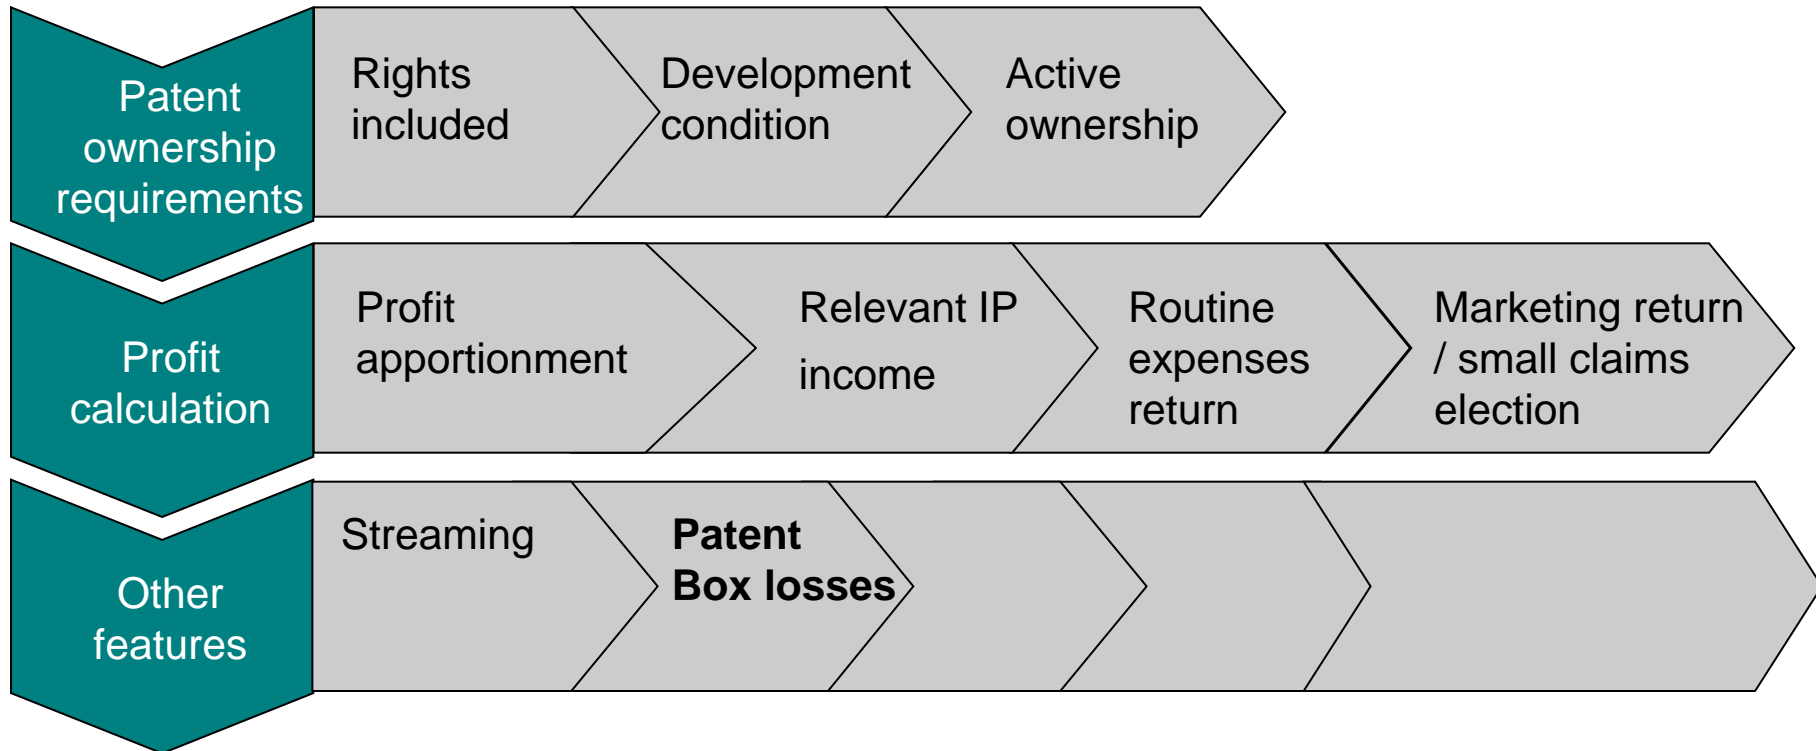 Patent
ownership
requirements
Rights
included
Development
condition
Active
ownership
Profit
calculation
Profit
apportionment
Relevant IP
income
Routine
expenses
return
Marketing return
/ small claims
election
Other
features
Streaming
Patent
Box losses